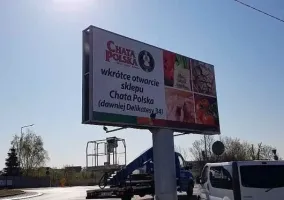 CHATA
POLSKA
wkrótce otwarcie
sklepu
Chata Polska
(dawniej Delikatesy 34)